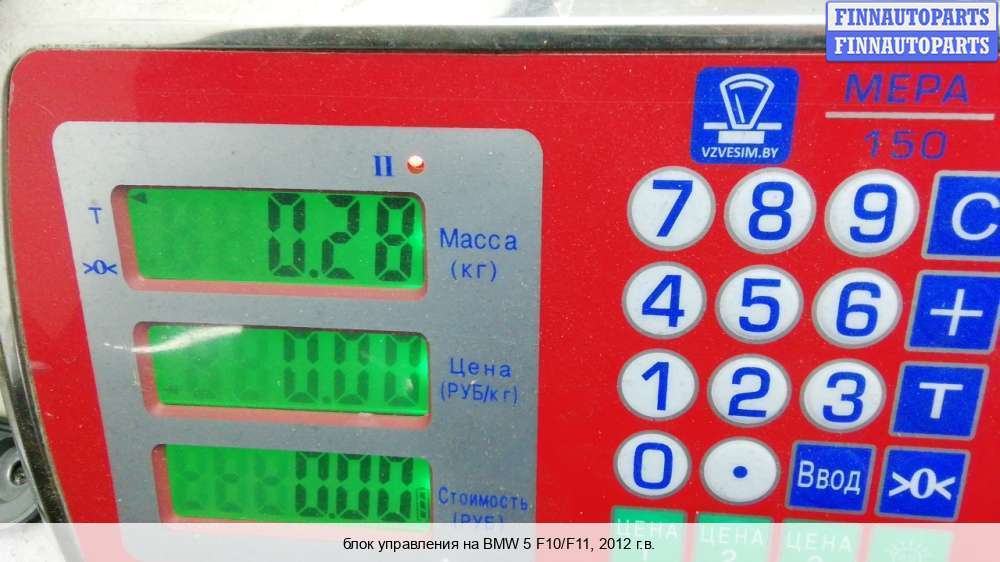 FINNAUTOPARTS
FINNAUTOPARTS
МЕРА
150
VZVESIM.BY
II
T
>0<
0.28
Масса
(кг)
0.00
Цена
(РУБ/кг)
0.00
Стоимость
(РУБ)
7 8 9 C
4 5 6 +
1 2 3 T
0 . Ввод >0<
ЦЕНА
1
ЦЕНА
2
ЦЕНА
блок управления на BMW 5 F10/F11, 2012 г.в.